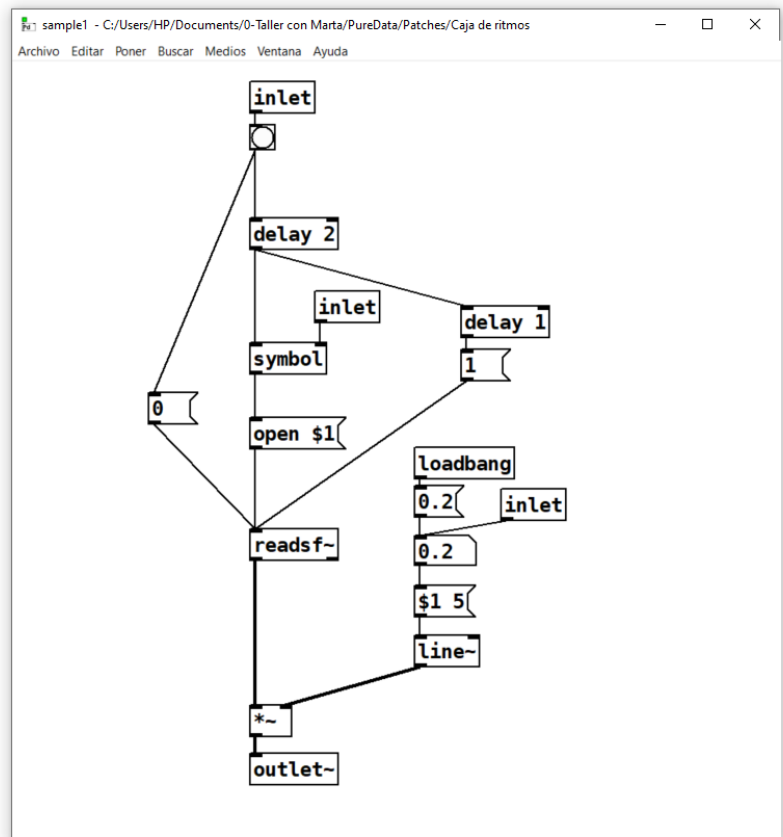 sample1 - C:/Users/HP/Documents/0-Taller con Marta/PureData/Patches/Caja de ritmos
Archivo Editar Poner Buscar Medios Ventana Ayuda
inlet
delay 2
inlet
delay 1
symbol
1
0
open $1
loadbang
0.2
inlet
readsf~
0.2
$1 5
line~
*~
outlet~